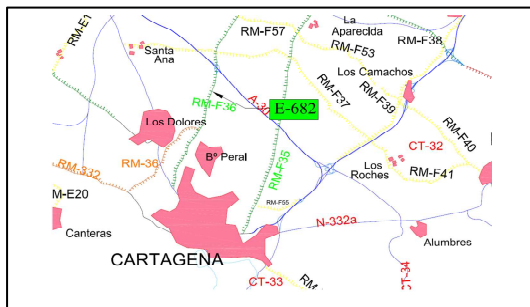 RM-E1
La
Aparecida
RM-F57
RM-F38
RM-F53
Santa
Ana
Los Camachos
RM-F36
A-30
E-682
RM-F37
RM-F39
RM-F40
Los Dolores
CT-32
RM-36
Bº Peral
RM-F35
Los
Roches
RM-F41
RM-332
M-E20
RM-F55
N-332a
Canteras
Alumbres
CARTAGENA
CT-33
RM-
CT-34